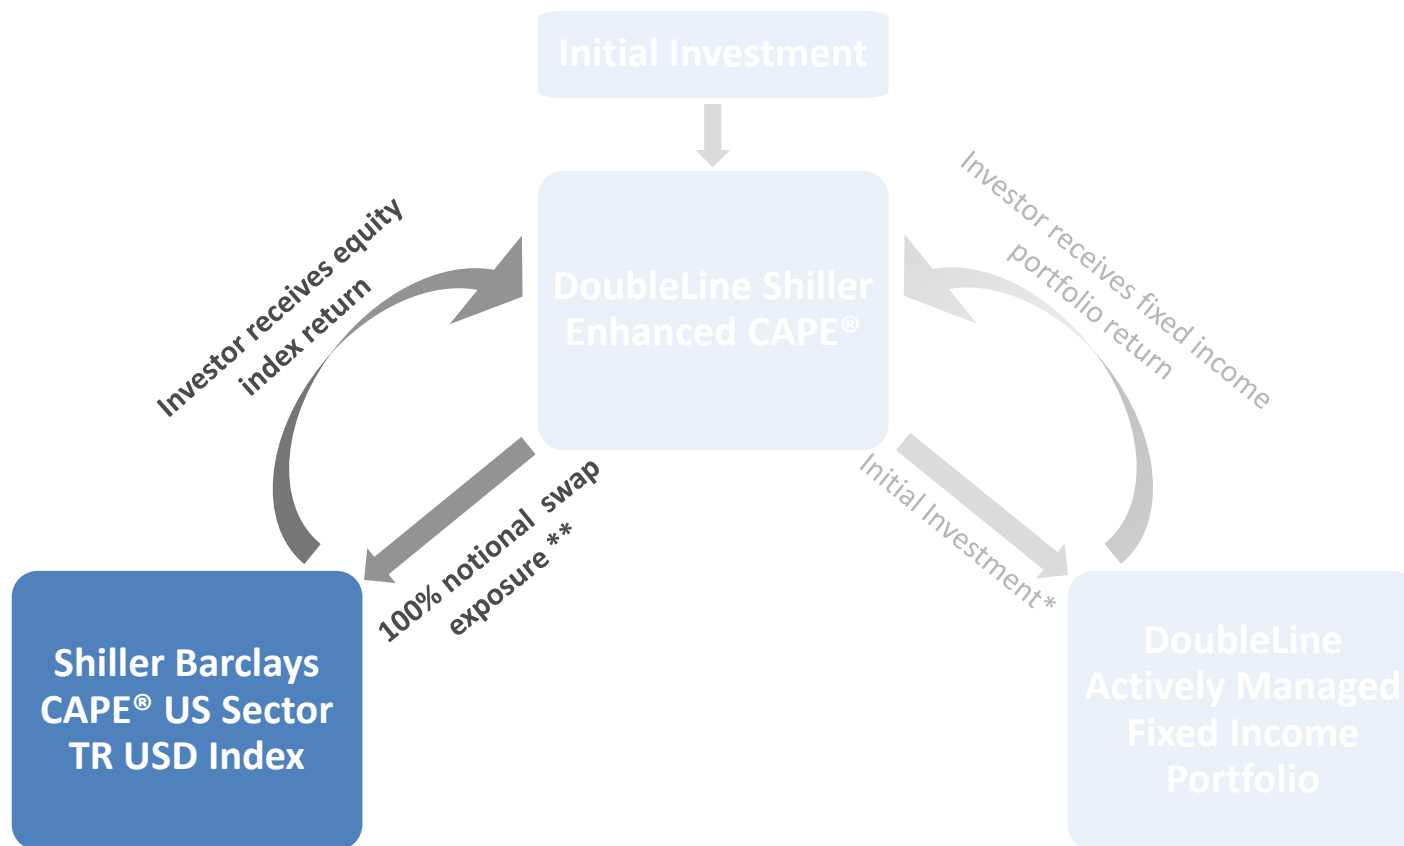 Initial Investment
Investor receives equity
index return
DoubleLine Shiller
Enhanced CAPE®
Investor receives fixed income
portfolio return
100% notional swap
exposure **
Initial Investment*
Shiller Barclays
CAPE® US Sector
TR USD Index
DoubleLine
Actively Managed
Fixed Income
Portfolio